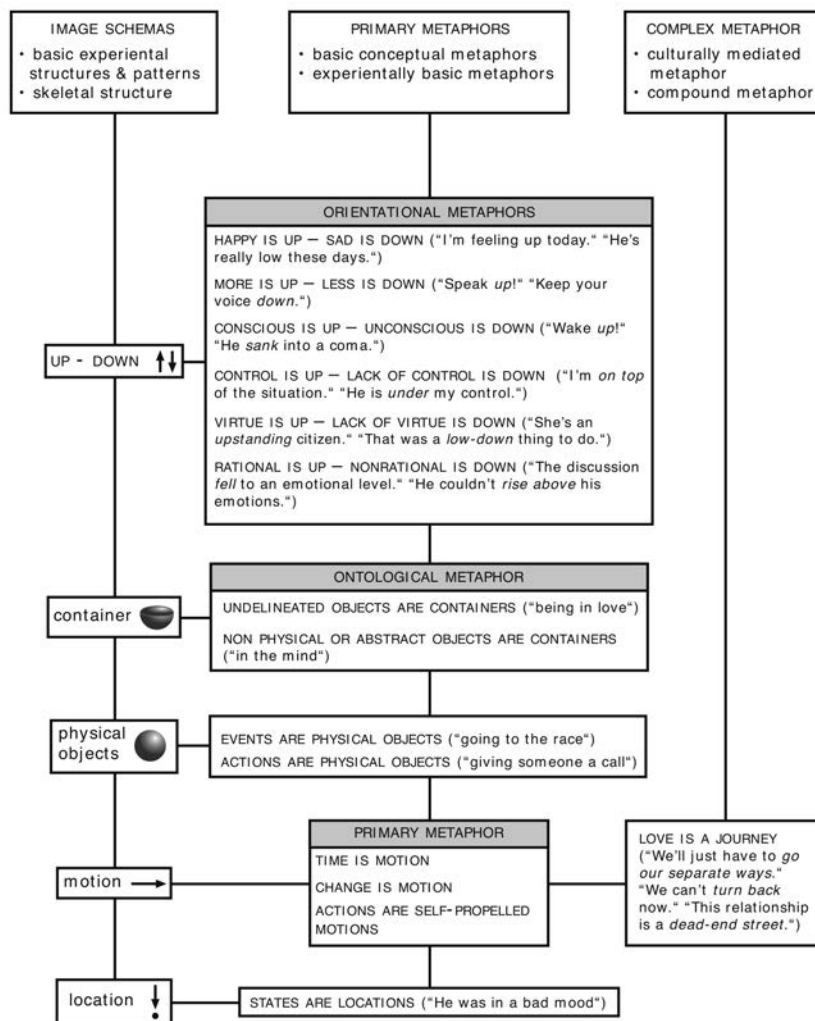 IMAGE SCHEMAS
• basic experiental
structures & patterns
• skeletal structure
PRIMARY METAPHORS
• basic conceptual metaphors
• experientially basic metaphors
COMPLEX METAPHOR
• culturally mediated
metaphor
• compound metaphor
ORIENTATIONAL METAPHORS
HAPPY IS UP — SAD IS DOWN (“I'm feeling up today.“ “He's
really low these days.“)
MORE IS UP — LESS IS DOWN (“Speak up!“ “Keep your
voice down.“)
CONSCIOUS IS UP — UNCONSCIOUS IS DOWN (“Wake up!“
“He sank into a coma.“)
UP - DOWN
CONTROL IS UP — LACK OF CONTROL IS DOWN (“I'm on top
of the situation.“ “He is under my control.“)
VIRTUE IS UP — LACK OF VIRTUE IS DOWN (“She's an
upstanding citizen.“ “That was a low-down thing to do.“)
RATIONAL IS UP — NONRATIONAL IS DOWN (“The discussion
fell to an emotional level.“ “He couldn't rise above his
emotions.“)
ONTOLOGICAL METAPHOR
container
UNDELINEATED OBJECTS ARE CONTAINERS (“being in love“)
NON PHYSICAL OR ABSTRACT OBJECTS ARE CONTAINERS
(“in the mind“)
physical
objects
EVENTS ARE PHYSICAL OBJECTS (“going to the race“)
ACTIONS ARE PHYSICAL OBJECTS (“giving someone a call“)
PRIMARY METAPHOR
motion
TIME IS MOTION
CHANGE IS MOTION
ACTIONS ARE SELF-PROPELLED
MOTIONS
LOVE IS A JOURNEY
(“We'll just have to go
our separate ways.“
“We can't turn back
now.“ “This relationship
is a dead-end street.“)
location
STATES ARE LOCATIONS (“He was in a bad mood“)